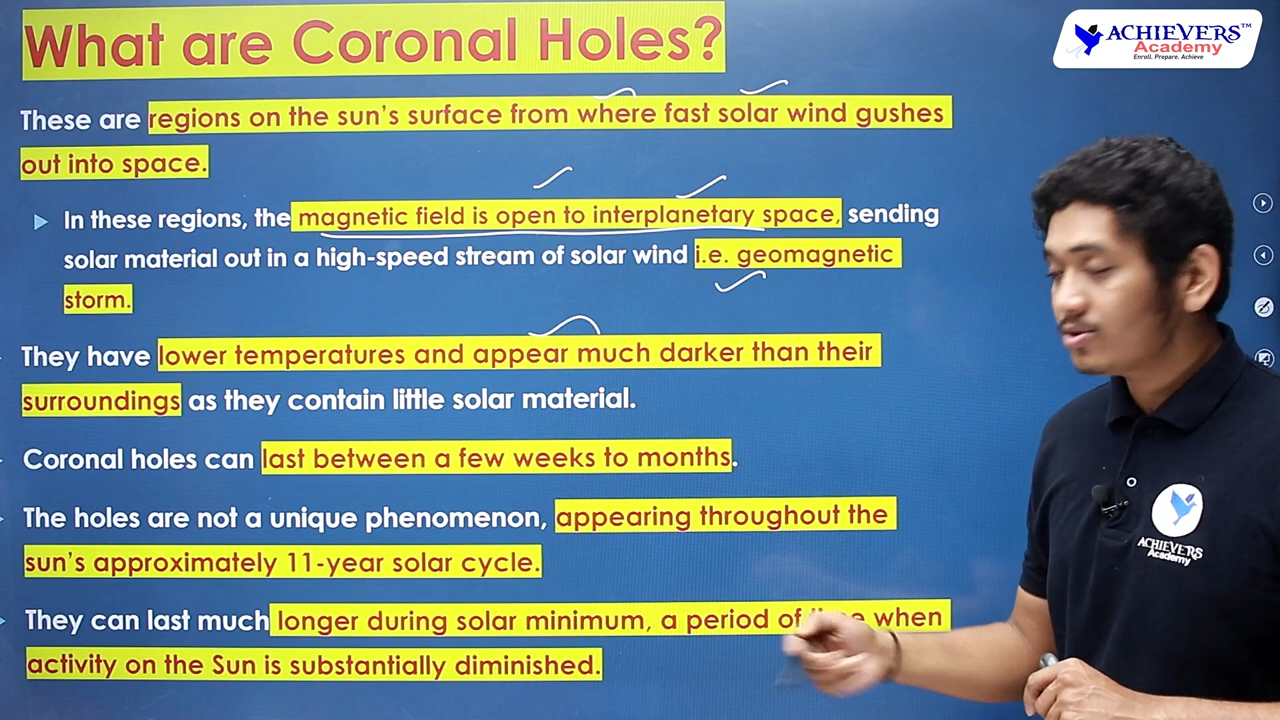 What are Coronal Holes?
ACHIEVERS™
Academy
Enroll. Prepare. Achieve
These are regions on the sun's surface from where fast solar wind gushes
out into space.
In these regions, the magnetic field is open to interplanetary space, sending
solar material out in a high-speed stream of solar wind i.e. geomagnetic
storm.
They have lower temperatures and appear much darker than their
surroundings as they contain little solar material.
Coronal holes can last between a few weeks to months.
The holes are not a unique phenomenon, appearing throughout the
sun's approximately 11-year solar cycle.
They can last much longer during solar minimum, a period of time when
activity on the Sun is substantially diminished.
ACHIEVERS
Academy